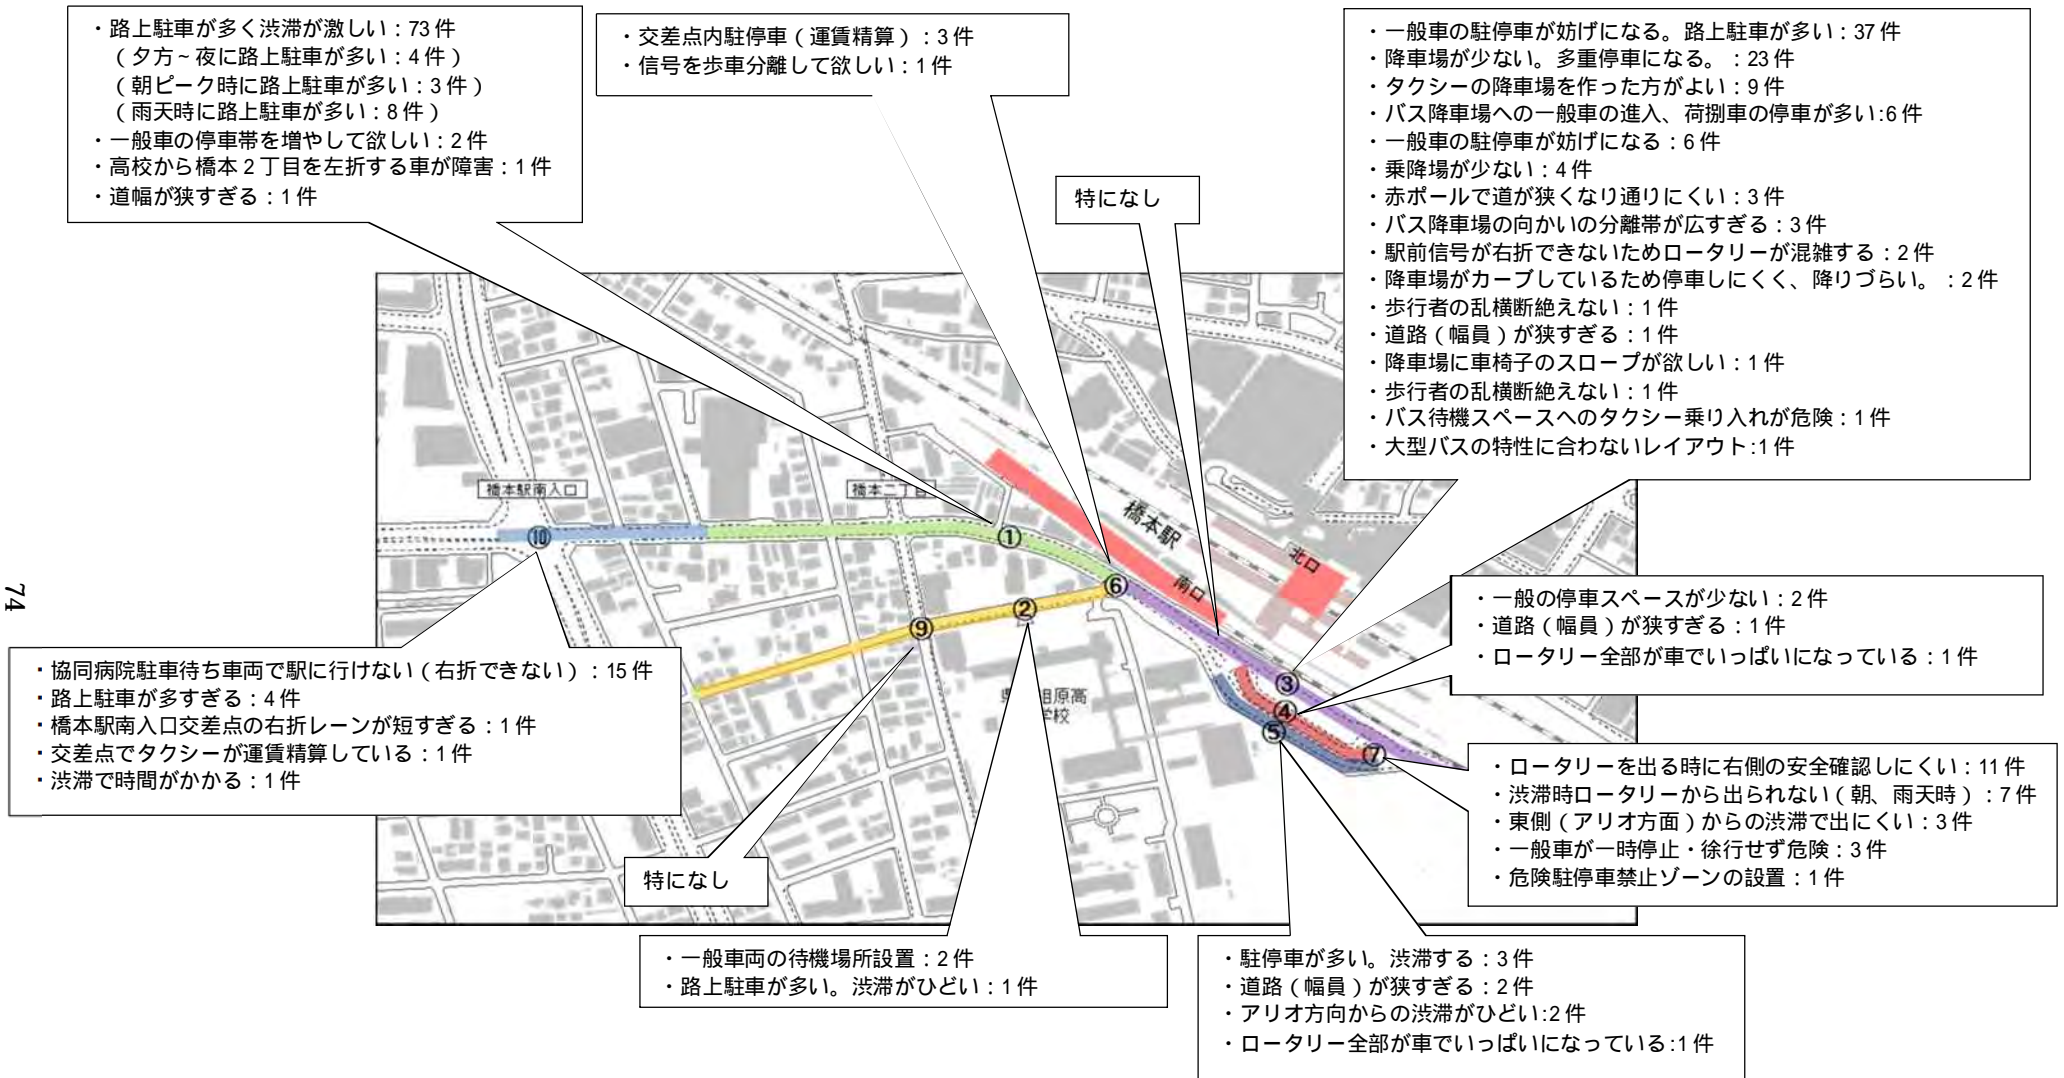 ・路上駐車が多く渋滞が激しい：73件
（夕方~夜に路上駐車が多い：4件）
（朝ピーク時に路上駐車が多い：3件）
（雨天時に路上駐車が多い：8件）
・一般車の停車帯を増やして欲しい：2件
・高校から橋本2丁目を左折する車が障害：1件
・道幅が狭すぎる：1件
・交差点内駐停車（運賃精算）：3件
・信号を歩車分離して欲しい：1件
特になし
・一般車の駐停車が妨げになる。路上駐車が多い：37件
・降車場が少ない。多重停車になる。：23件
・タクシーの降車場を作った方がよい：9件
・バス降車場への一般車の進入、荷捌車の停車が多い:6件
・一般車の駐停車が妨げになる：6件
・乗降場が少ない：4件
・赤ポールで道が狭くなり通りにくい：3件
・バス降車場の向かいの分離帯が広すぎる：3件
・駅前信号が右折できないためロータリーが混雑する：2件
・降車場がカーブしているため停車しにくく、降りづらい。：2件
・歩行者の乱横断絶えない：1件
・道路（幅員）が狭すぎる：1件
・降車場に車椅子のスロープが欲しい：1件
・歩行者の乱横断絶えない：1件
・バス待機スペースへのタクシー乗り入れが危険：1件
・大型バスの特性に合わないレイアウト:1件
橋本駅南入口
橋本二丁目
橋本駅
北口
南口
⑩
①
⑥
②
⑨
③
④
⑤
⑦
県
相原高
学校
・一般の停車スペースが少ない：2件
・道路（幅員）が狭すぎる：1件
・ロータリー全部が車でいっぱいになっている：1件
74
・協同病院駐車待ち車両で駅に行けない（右折できない）：15件
・路上駐車が多すぎる：4件
・橋本駅南入口交差点の右折レーンが短すぎる：1件
・交差点でタクシーが運賃精算している：1件
・渋滞で時間がかかる：1件
・ロータリーを出る時に右側の安全確認しにくい：11件
・渋滞時ロータリーから出られない（朝、雨天時）：7件
・東側（アリオ方面）からの渋滞で出にくい：3件
・一般車が一時停止・徐行せず危険：3件
・危険駐停車禁止ゾーンの設置：1件
特になし
・一般車両の待機場所設置：2件
・路上駐車が多い。渋滞がひどい：1件
・駐停車が多い。渋滞する：3件
・道路（幅員）が狭すぎる：2件
・アリオ方向からの渋滞がひどい:2件
・ロータリー全部が車でいっぱいになっている:1件